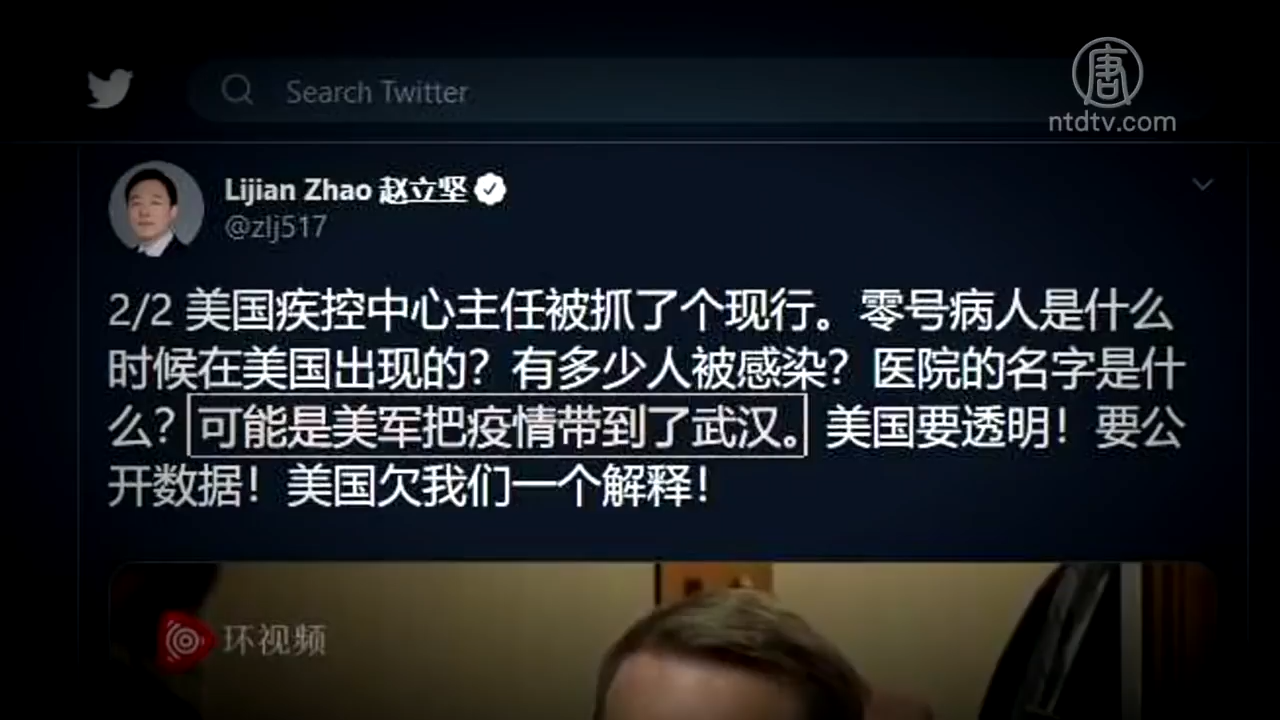 Search Twitter
唐
ntdtv.com
Lijian Zhao 赵立坚
@zlj517
2/2 美国疾控中心主任被抓了个现行。零号病人是什么
时候在美国出现的？有多少人被感染？医院的名字是什
么？可能是美军把疫情带到了武汉。美国要透明！要公
开数据！美国欠我们一个解释！
环视频